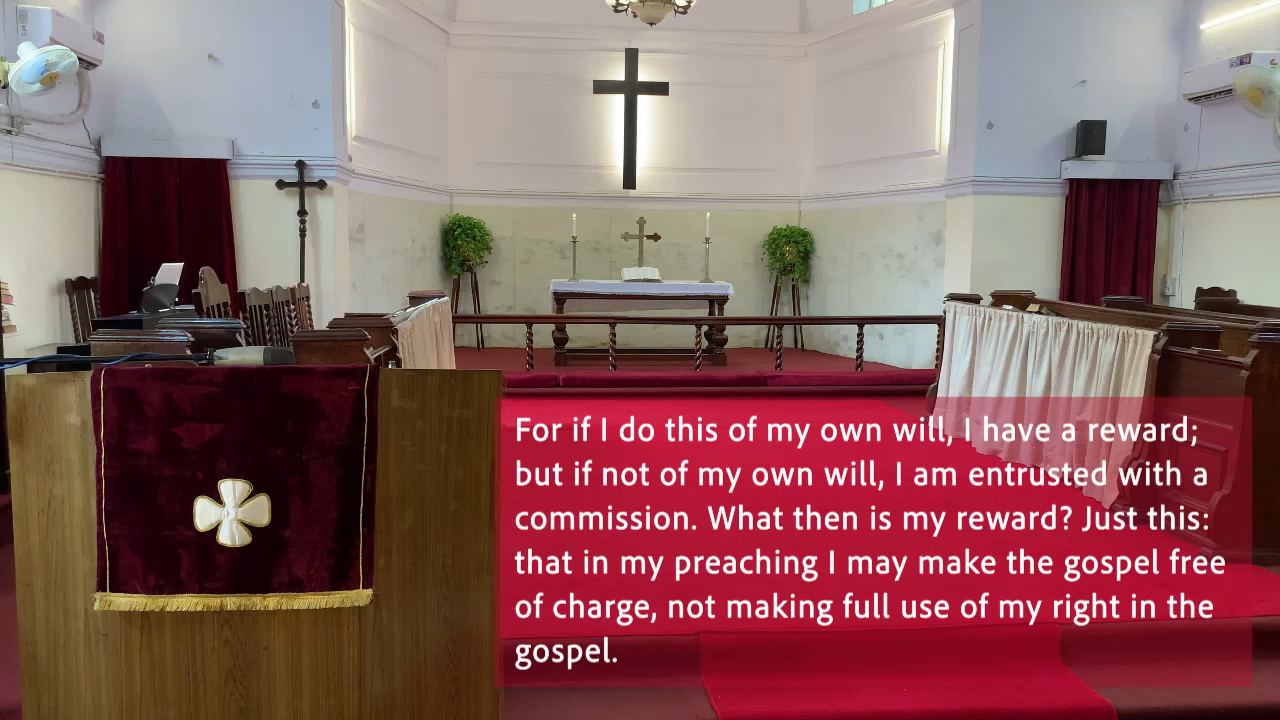 For if I do this of my own will, I have a reward;
but if not of my own will, I am entrusted with a
commission. What then is my reward? Just this:
that in my preaching I may make the gospel free
of charge, not making full use of my right in the
gospel.